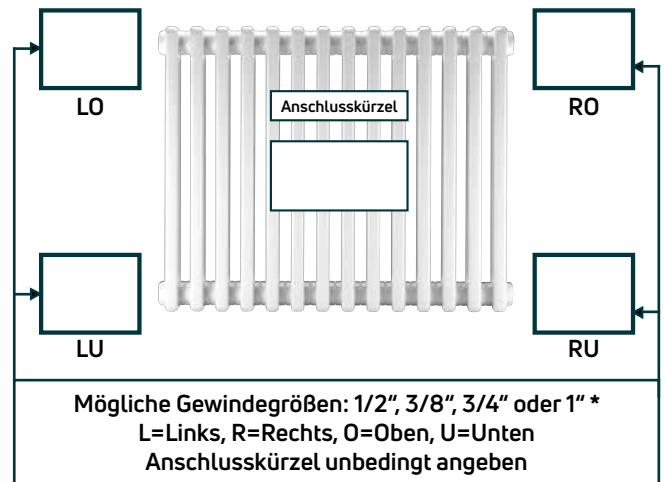 Anschlusskürzel
LO
RO
LU
RU
Mögliche Gewindegrößen: 1/2“, 3/8“, 3/4“ oder 1“ *
L=Links, R=Rechts, O=Oben, U=Unten
Anschlusskürzel unbedingt angeben